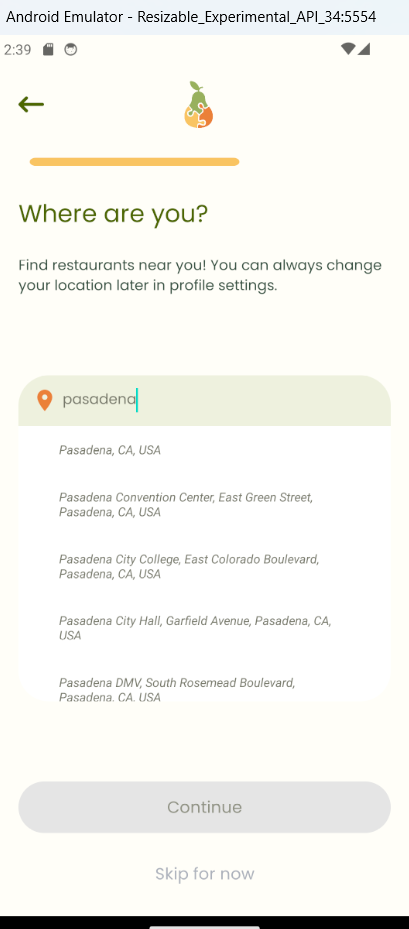 Android Emulator - Resizable_Experimental_API_34:5554
2:39
Where are you?
Find restaurants near you! You can always change
your location later in profile settings.
pasadena
Pasadena, CA, USA
Pasadena Convention Center, East Green Street,
Pasadena, CA, USA
Pasadena City College, East Colorado Boulevard,
Pasadena, CA, USA
Pasadena City Hall, Garfield Avenue, Pasadena, CA,
USA
Pasadena DMV, South Rosemead Boulevard,
Pasadena, CA, USA
Continue
Skip for now